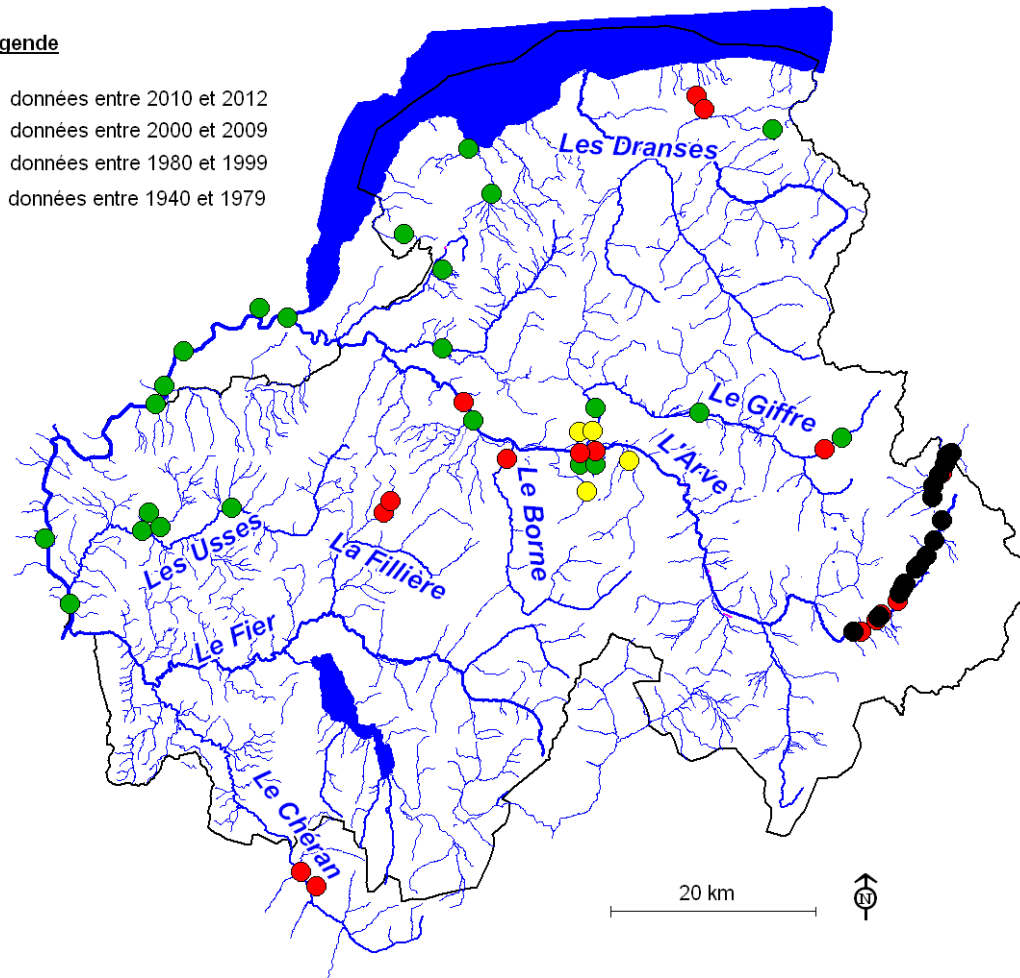 gende
données entre 2010 et 2012
données entre 2000 et 2009
données entre 1980 et 1999
données entre 1940 et 1979
Les Dranses
Le Giffre
L'Arve
Le Borne
Les Usses
La Fillière
Le Fier
Le Chéran
20 km
N